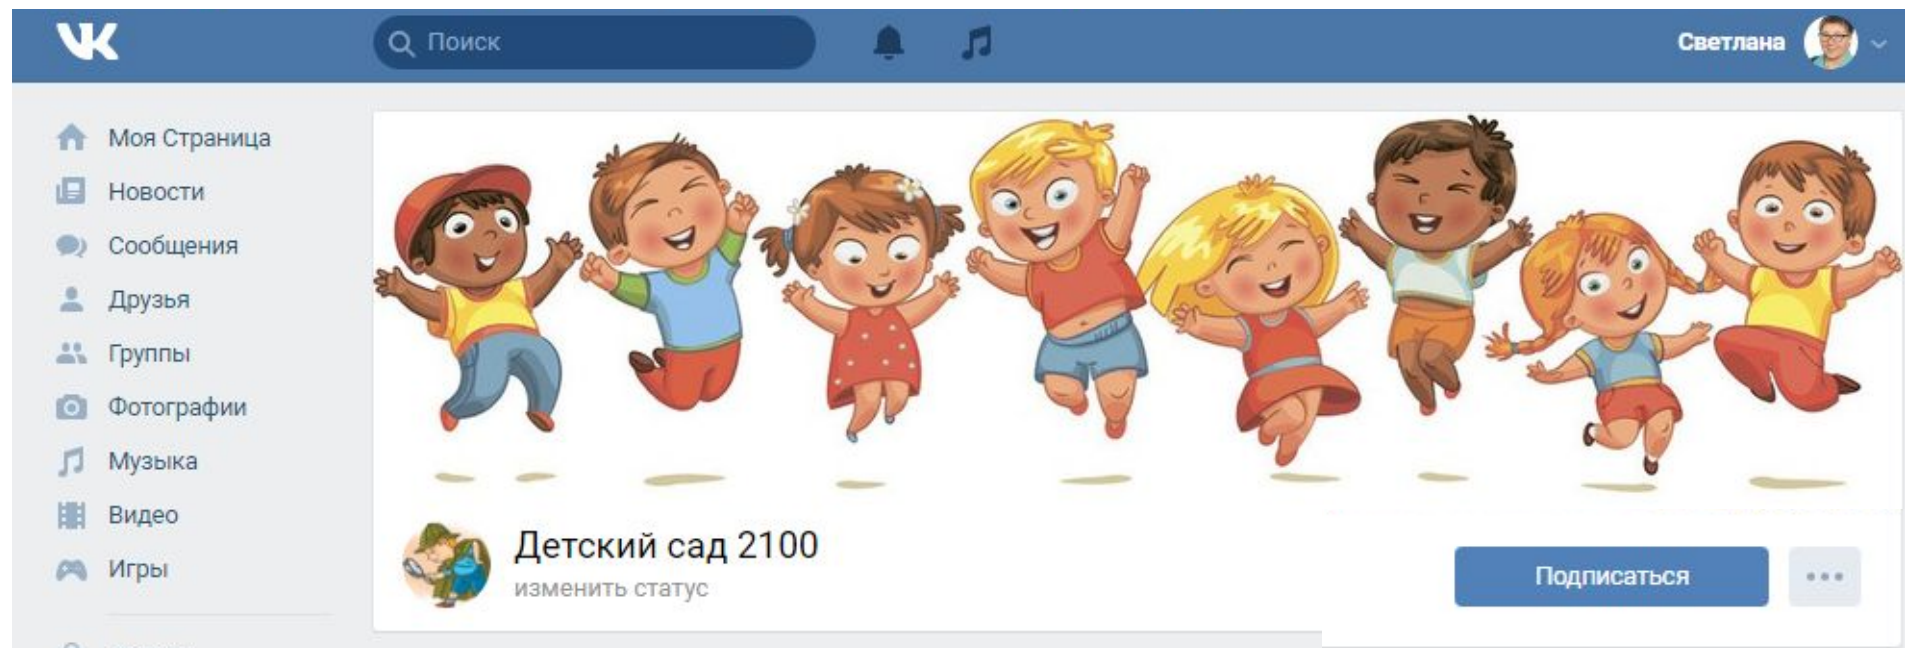 Поиск
Светлана
Моя Страница
Новости
Сообщения
Друзья
Группы
Фотографии
Музыка
Видео
Игры
Детский сад 2100
изменить статус
Подписаться